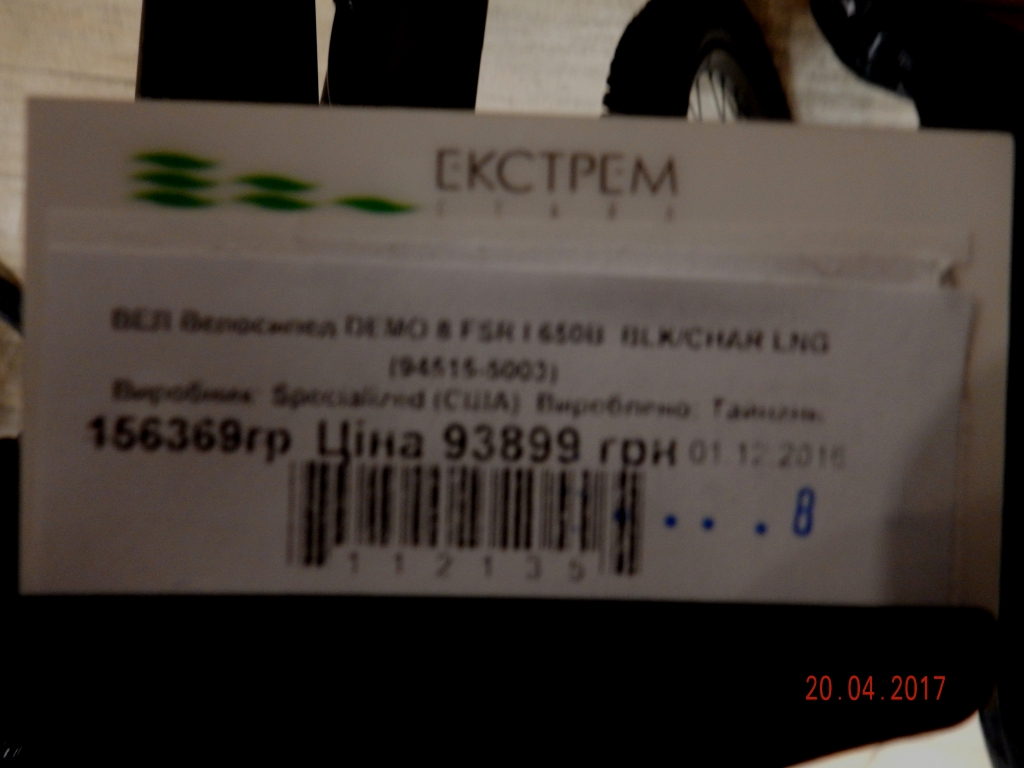 ЕКСТРЕМ
ВЕЛ Велосипед DEMO 8 FSR I 650B BLK/CHAR LNG
(94515-5003)
Виробник: Specialized (США) Вироблено: Тайвань
156369гр Ціна 93899 грн 01.12.2016
8
112135
20.04.2017